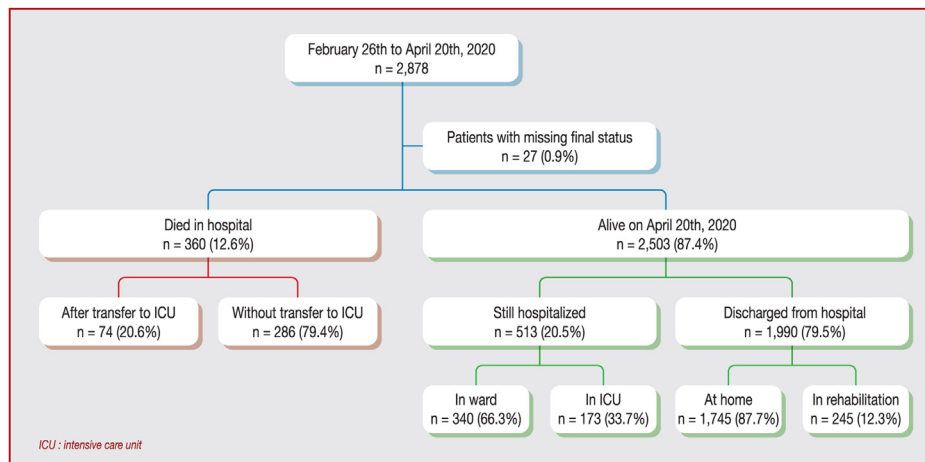 February 26th to April 20th, 2020
n = 2,878
Patients with missing final status
n = 27 (0.9%)
Died in hospital
n = 360 (12.6%)
Alive on April 20th, 2020
n = 2,503 (87.4%)
After transfer to ICU
n = 74 (20.6%)
Without transfer to ICU
n = 286 (79.4%)
Still hospitalized
n = 513 (20.5%)
Discharged from hospital
n = 1,990 (79.5%)
In ward
n = 340 (66.3%)
In ICU
n = 173 (33.7%)
At home
n = 1,745 (87.7%)
In rehabilitation
n = 245 (12.3%)
ICU : intensive care unit